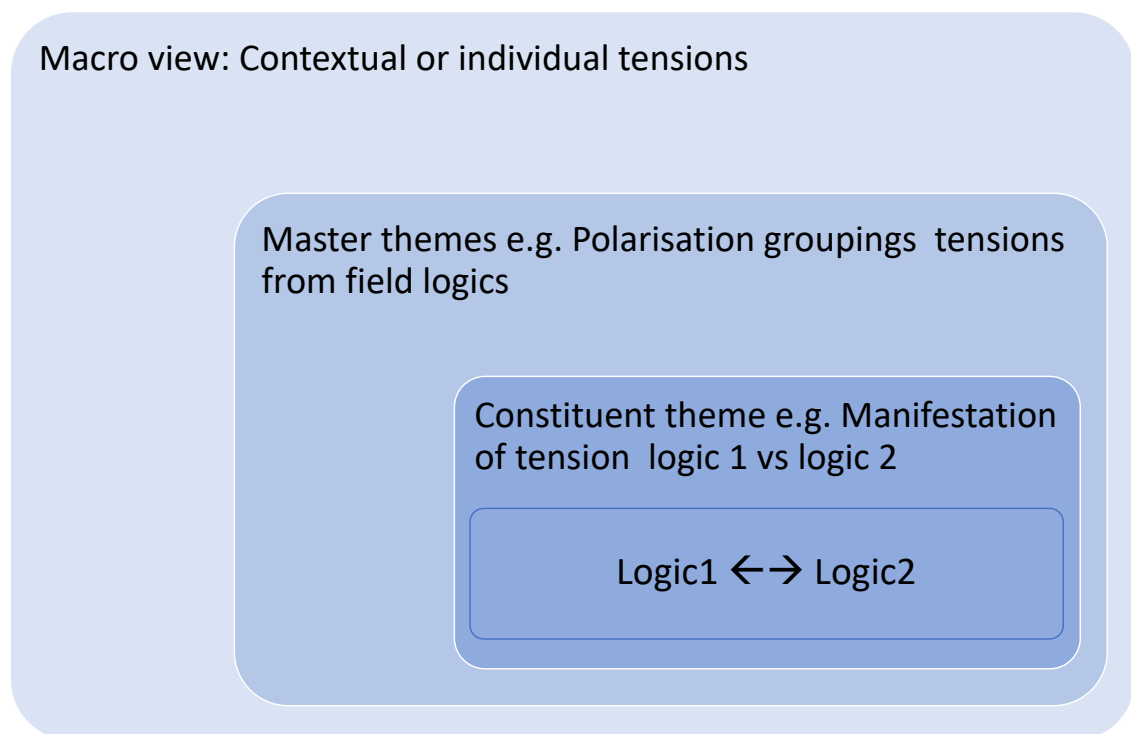 Macro view: Contextual or individual tensions
Master themes e.g. Polarisation groupings  tensions
from field logics
Constituent theme e.g. Manifestation
of tension  logic 1 vs logic 2
Logic1 ←→ Logic2